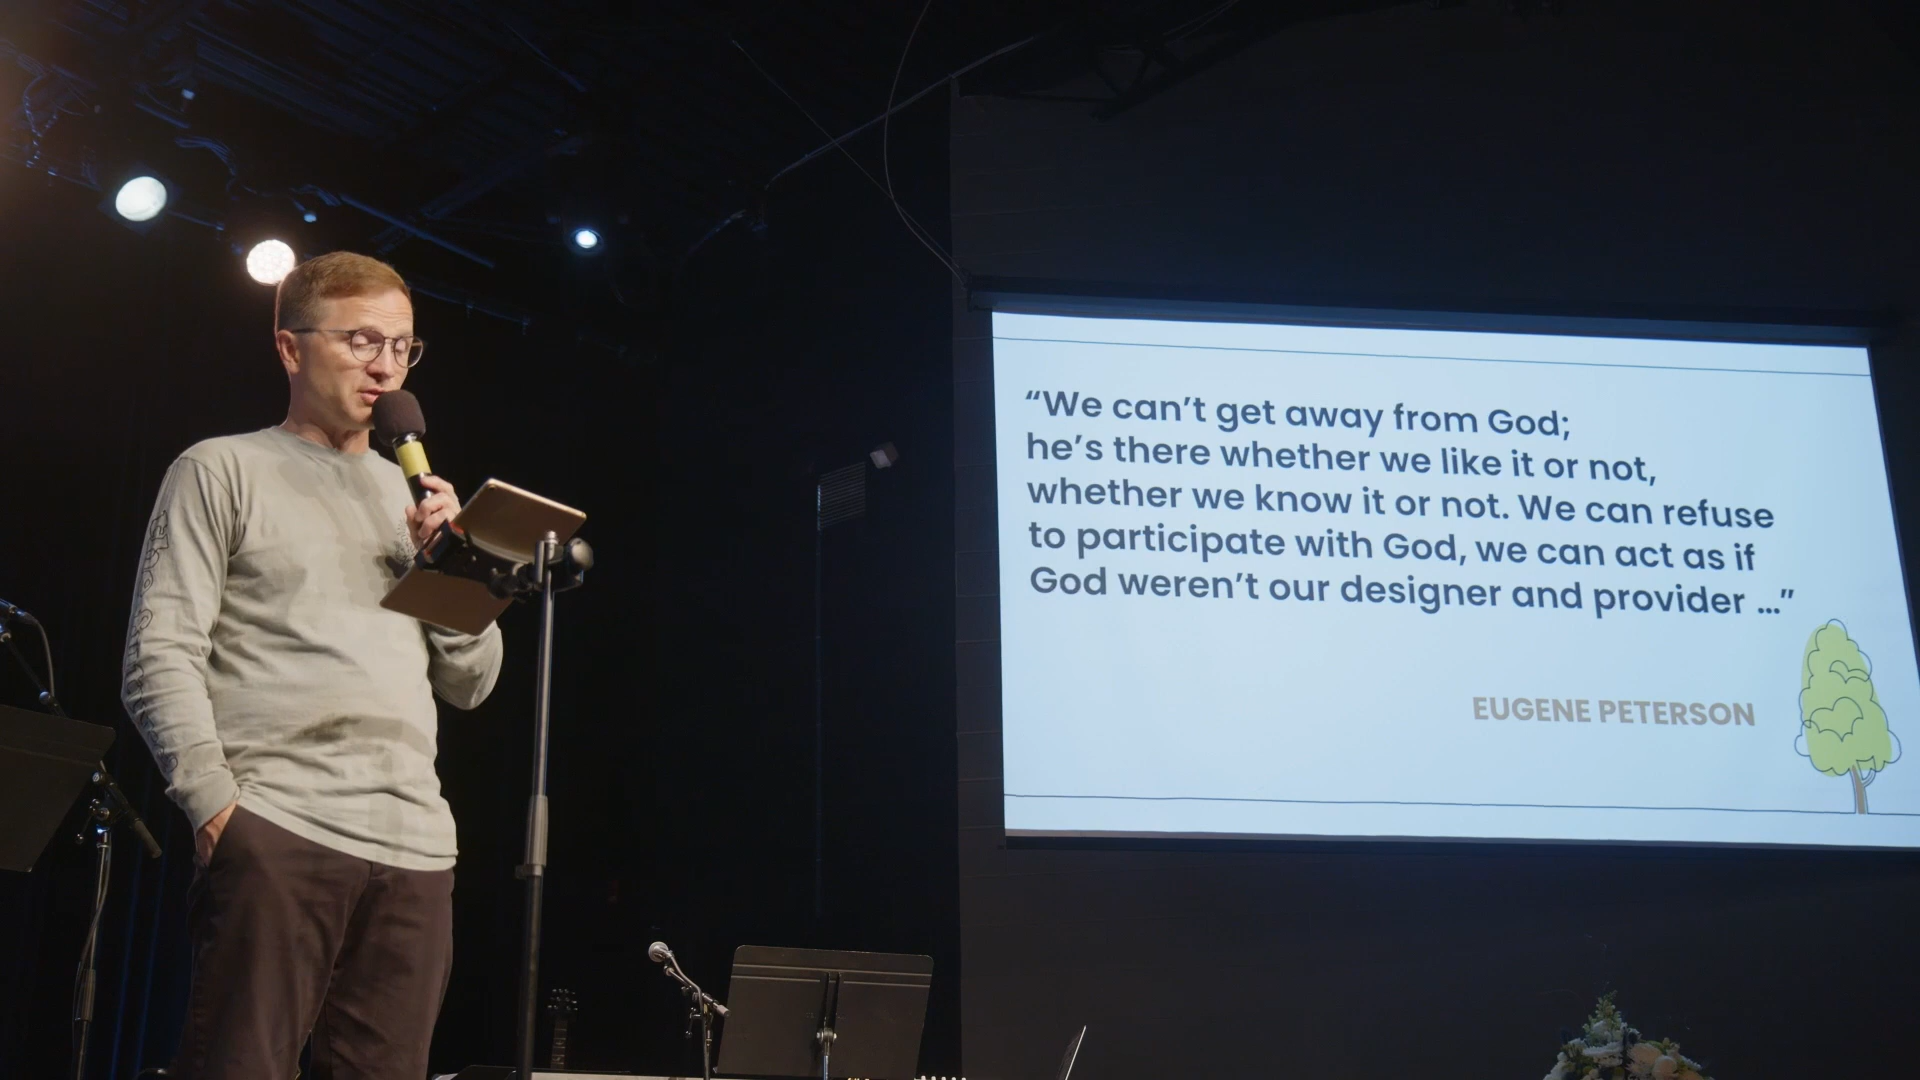 “We can’t get away from God;
he’s there whether we like it or not,
whether we know it or not. We can refuse
to participate with God, we can act as if
God weren’t our designer and provider ...”
EUGENE PETERSON